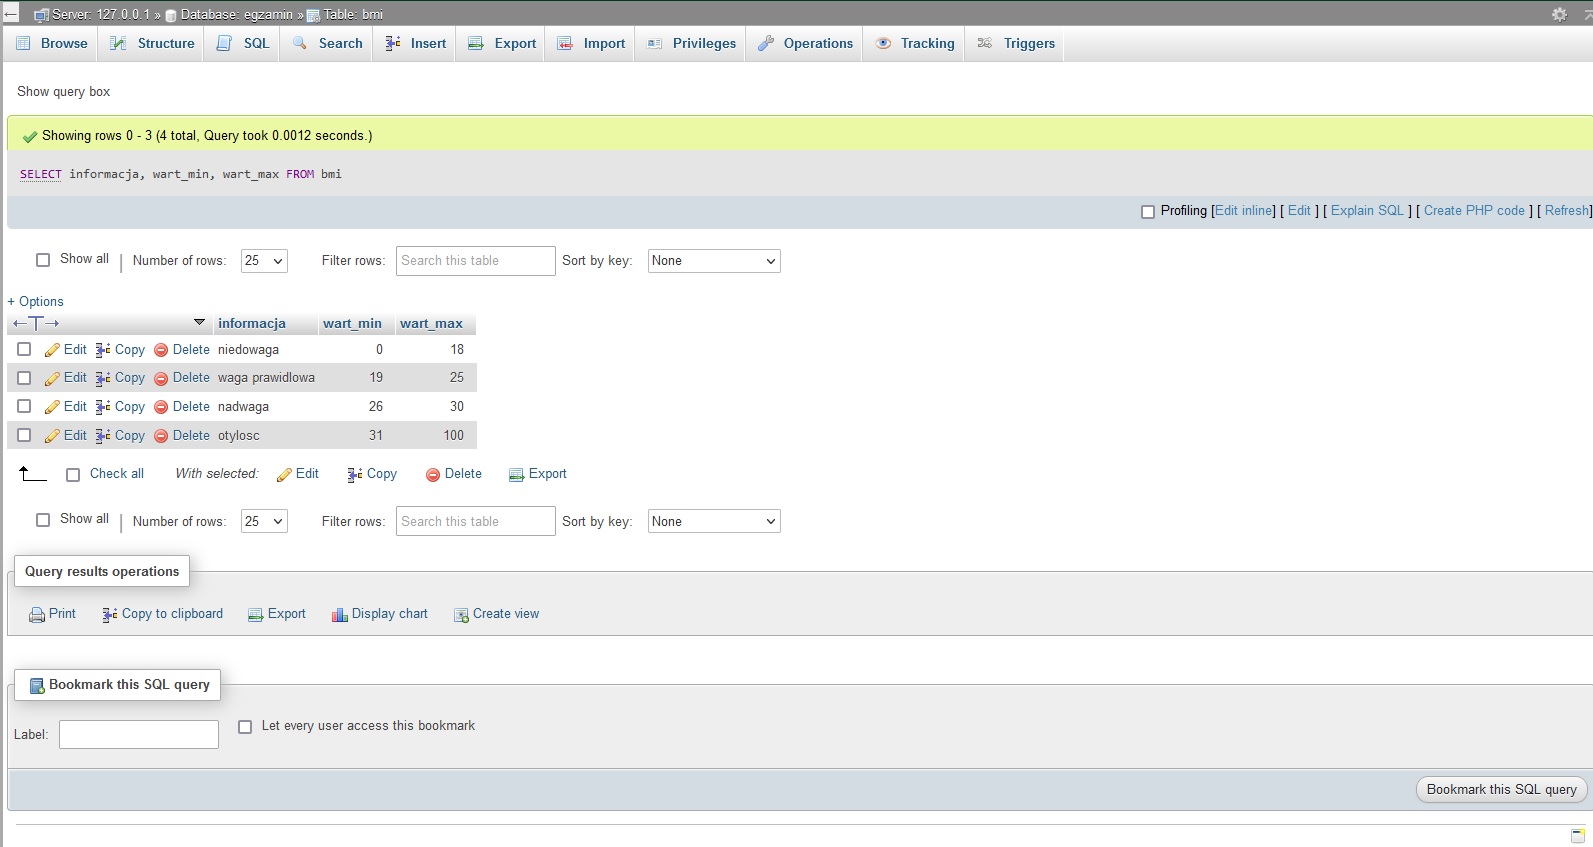 Server: 127.0.0.1 » Database: egzamin » Table: bmi
Browse Structure SQL Search Insert Export Import Privileges Operations Tracking Triggers
Show query box
Showing rows 0 - 3 (4 total, Query took 0.0012 seconds.)
SELECT informacja, wart_min, wart_max FROM bmi
Profiling [Edit inline] [ Edit ] [ Explain SQL ] [ Create PHP code ] [ Refresh]
Show all | Number of rows: 25 Filter rows: Search this table Sort by key: None
+ Options
←T→ informacja wart_min wart_max
Edit Copy Delete niedowaga 0 18
Edit Copy Delete waga prawidlowa 19 25
Edit Copy Delete nadwaga 26 30
Edit Copy Delete otylosc 31 100
Check all With selected: Edit Copy Delete Export
Show all | Number of rows: 25 Filter rows: Search this table Sort by key: None
Query results operations
Print Copy to clipboard Export Display chart Create view
Bookmark this SQL query
Label: Let every user access this bookmark
Bookmark this SQL query